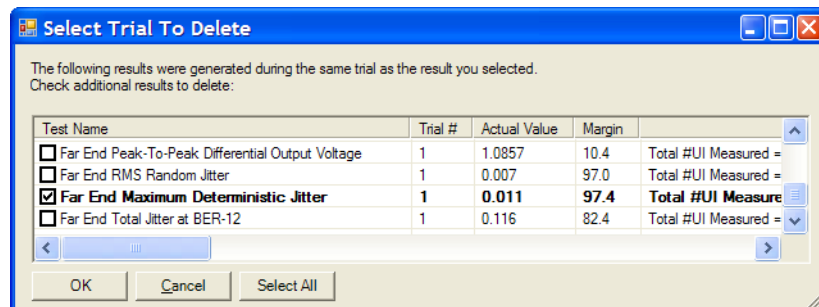 Select Trial To Delete
The following results were generated during the same trial as the result you selected.
Check additional results to delete:
Test Name Trial # Actual Value Margin
Far End Peak-To-Peak Differential Output Voltage 1 1.0857 10.4 Total #UI Measured =
Far End RMS Random Jitter 1 0.007 97.0 Total #UI Measured =
Far End Maximum Deterministic Jitter 1 0.011 97.4 Total #UI Measure
Far End Total Jitter at BER-12 1 0.116 82.4 Total #UI Measured =
OK Cancel Select All